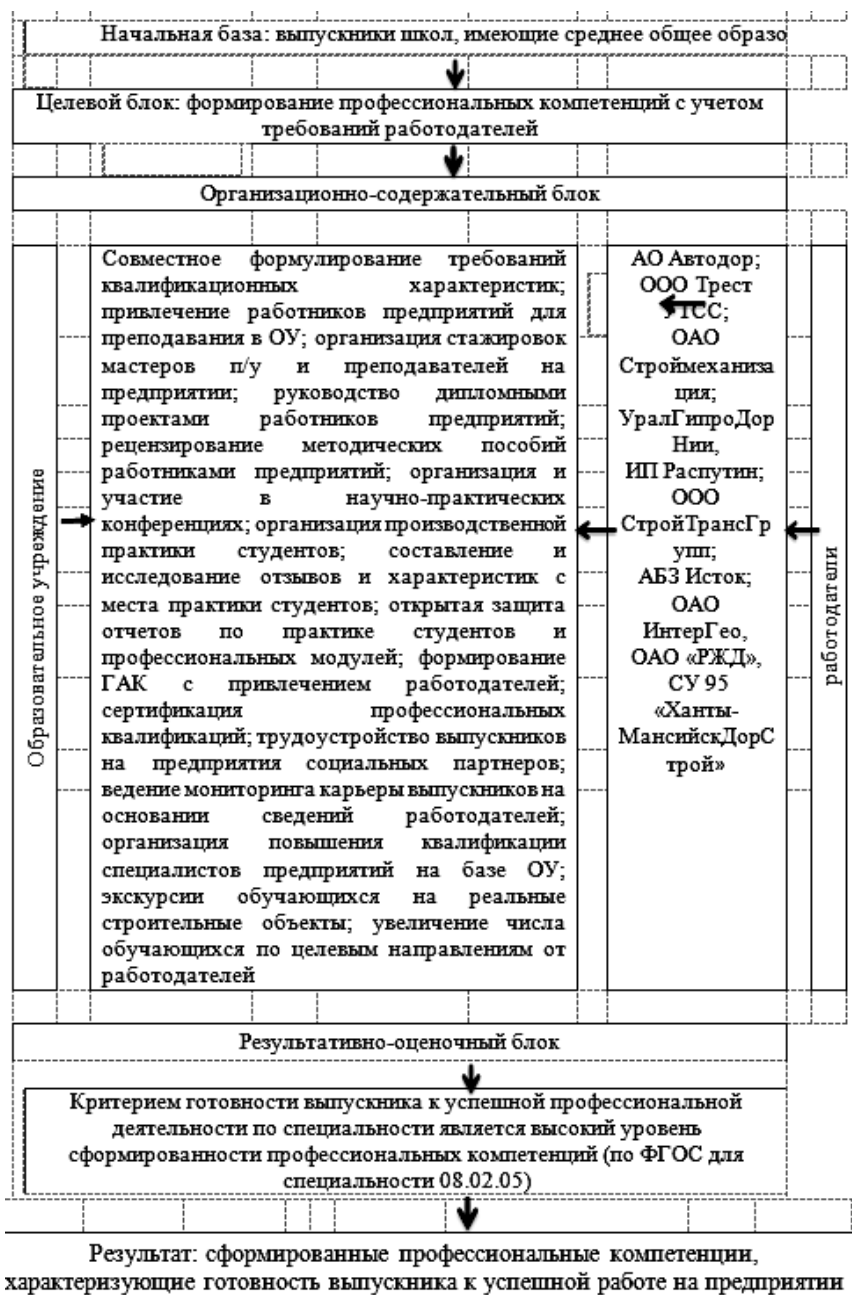 Начальная база: выпускники школ, имеющие среднее общее образо
Целевой блок: формирование профессиональных компетенций с учетом
требований работодателей
Организационно-содержательный блок
Образовательное учреждение
Совместное формулирование требований
квалификационных характеристик;
привлечение работников предприятий для
преподавания в ОУ; организация стажировок
мастеров п/у и преподавателей на
предприятии; руководство дипломными
проектами работников предприятий;
рецензирование методических пособий
работниками предприятий; организация и
участие в научно-практических
конференциях; организация производственной
практики студентов; составление и
исследование отзывов и характеристик с
места практики студентов; открытая защита
отчетов по практике студентов и
профессиональных модулей; формирование
ГАК с привлечением работодателей;
сертификация профессиональных
квалификаций; трудоустройство выпускников
на предприятия социальных партнеров;
ведение мониторинга карьеры выпускников на
основании сведений работодателей;
организация повышения квалификации
специалистов предприятий на базе ОУ;
экскурсии обучающихся на реальные
строительные объекты; увеличение числа
обучающихся по целевым направлениям от
работодателей
АО Автодор;
ООО Трест
УТСС;
ОАО
Строймеханиза
ция;
УралГипроДор
Нии,
ИП Распутин;
ООО
СтройТрансГр
упп;
АБЗ Исток;
ОАО
ИнтерГео,
ОАО «РЖД»,
СУ 95
«Ханты-
МансийскДорС
трой»
работодатели
Результативно-оценочный блок
Критерием готовности выпускника к успешной профессиональной
деятельности по специальности является высокий уровень
сформированности профессиональных компетенций (по ФГОС для
специальности 08.02.05)
Результат: сформированные профессиональные компетенции,
характеризующие готовность выпускника к успешной работе на предприятии